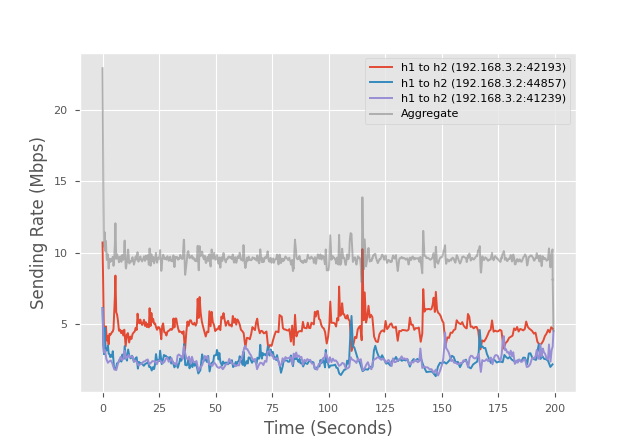 h1 to h2 (192.168.3.2:42193)
h1 to h2 (192.168.3.2:44857)
h1 to h2 (192.168.3.2:41239)
Aggregate
Sending Rate (Mbps)
20
15
10
5
0 25 50 75 100 125 150 175 200
Time (Seconds)